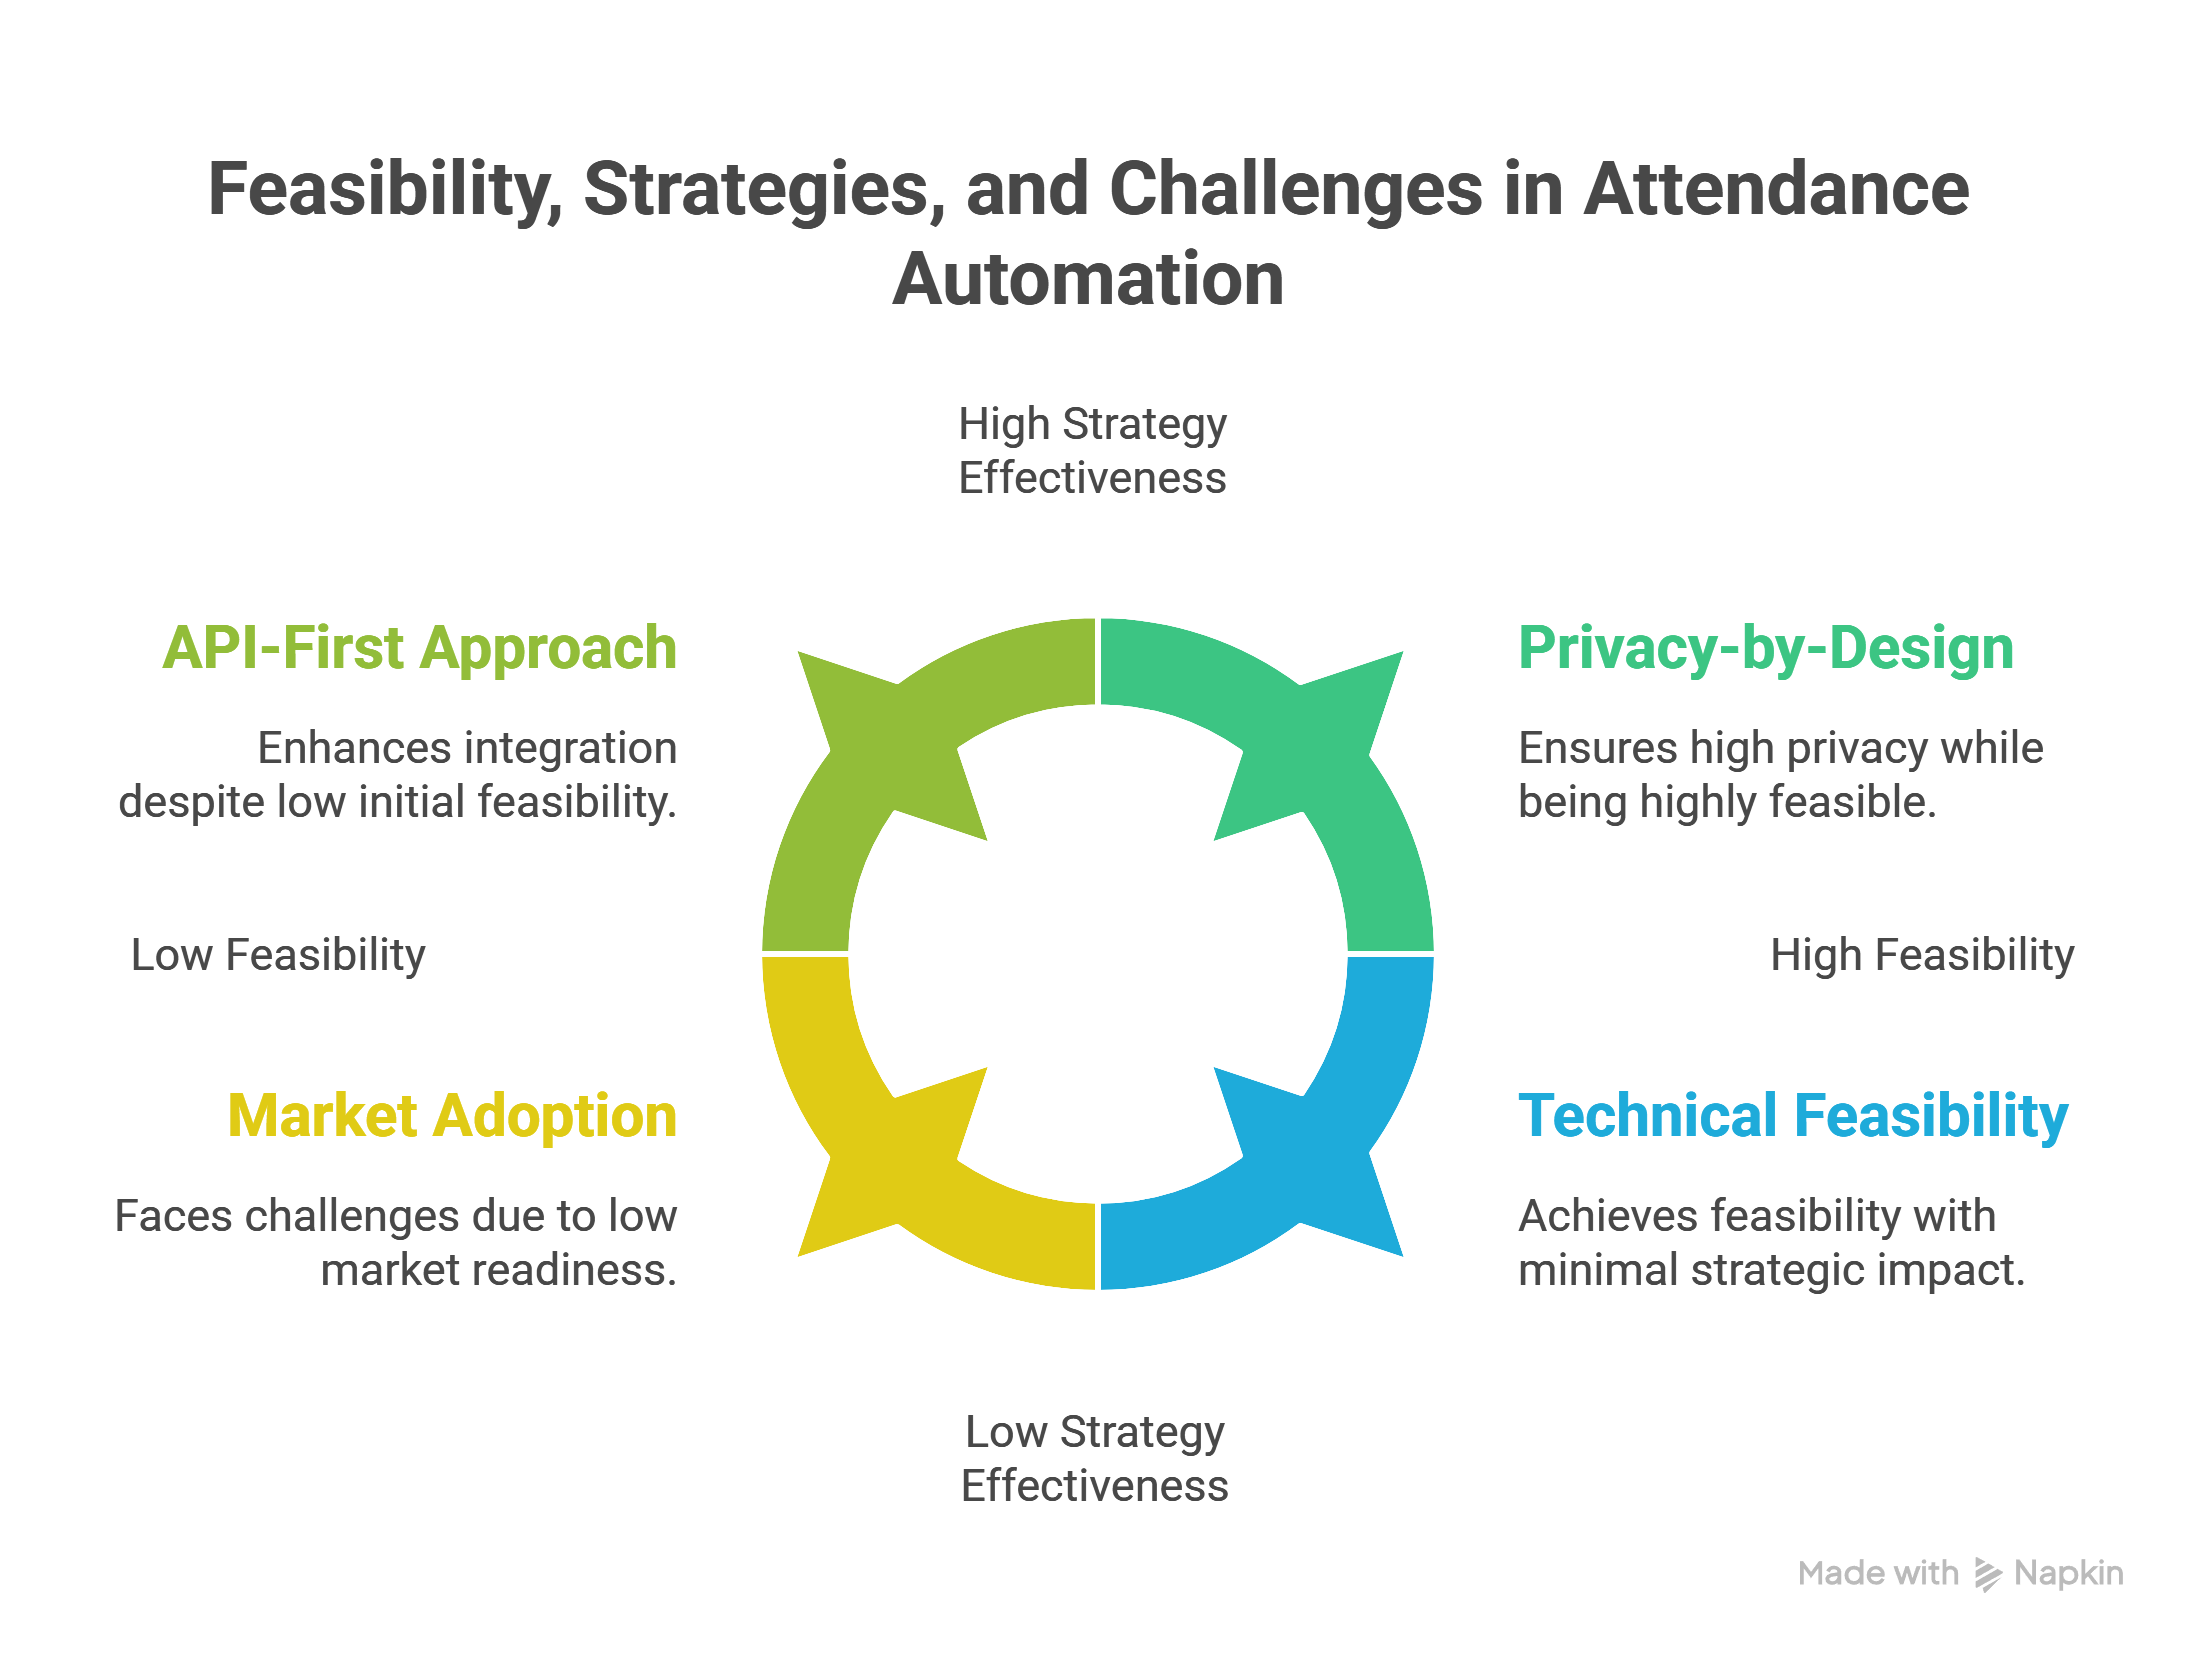 Feasibility, Strategies, and Challenges in Attendance
Automation
High Strategy
Effectiveness
API-First Approach
Enhances integration
despite low initial feasibility.
Privacy-by-Design
Ensures high privacy while
being highly feasible.
Low Feasibility
High Feasibility
Market Adoption
Faces challenges due to low
market readiness.
Technical Feasibility
Achieves feasibility with
minimal strategic impact.
Low Strategy
Effectiveness
Made with Napkin